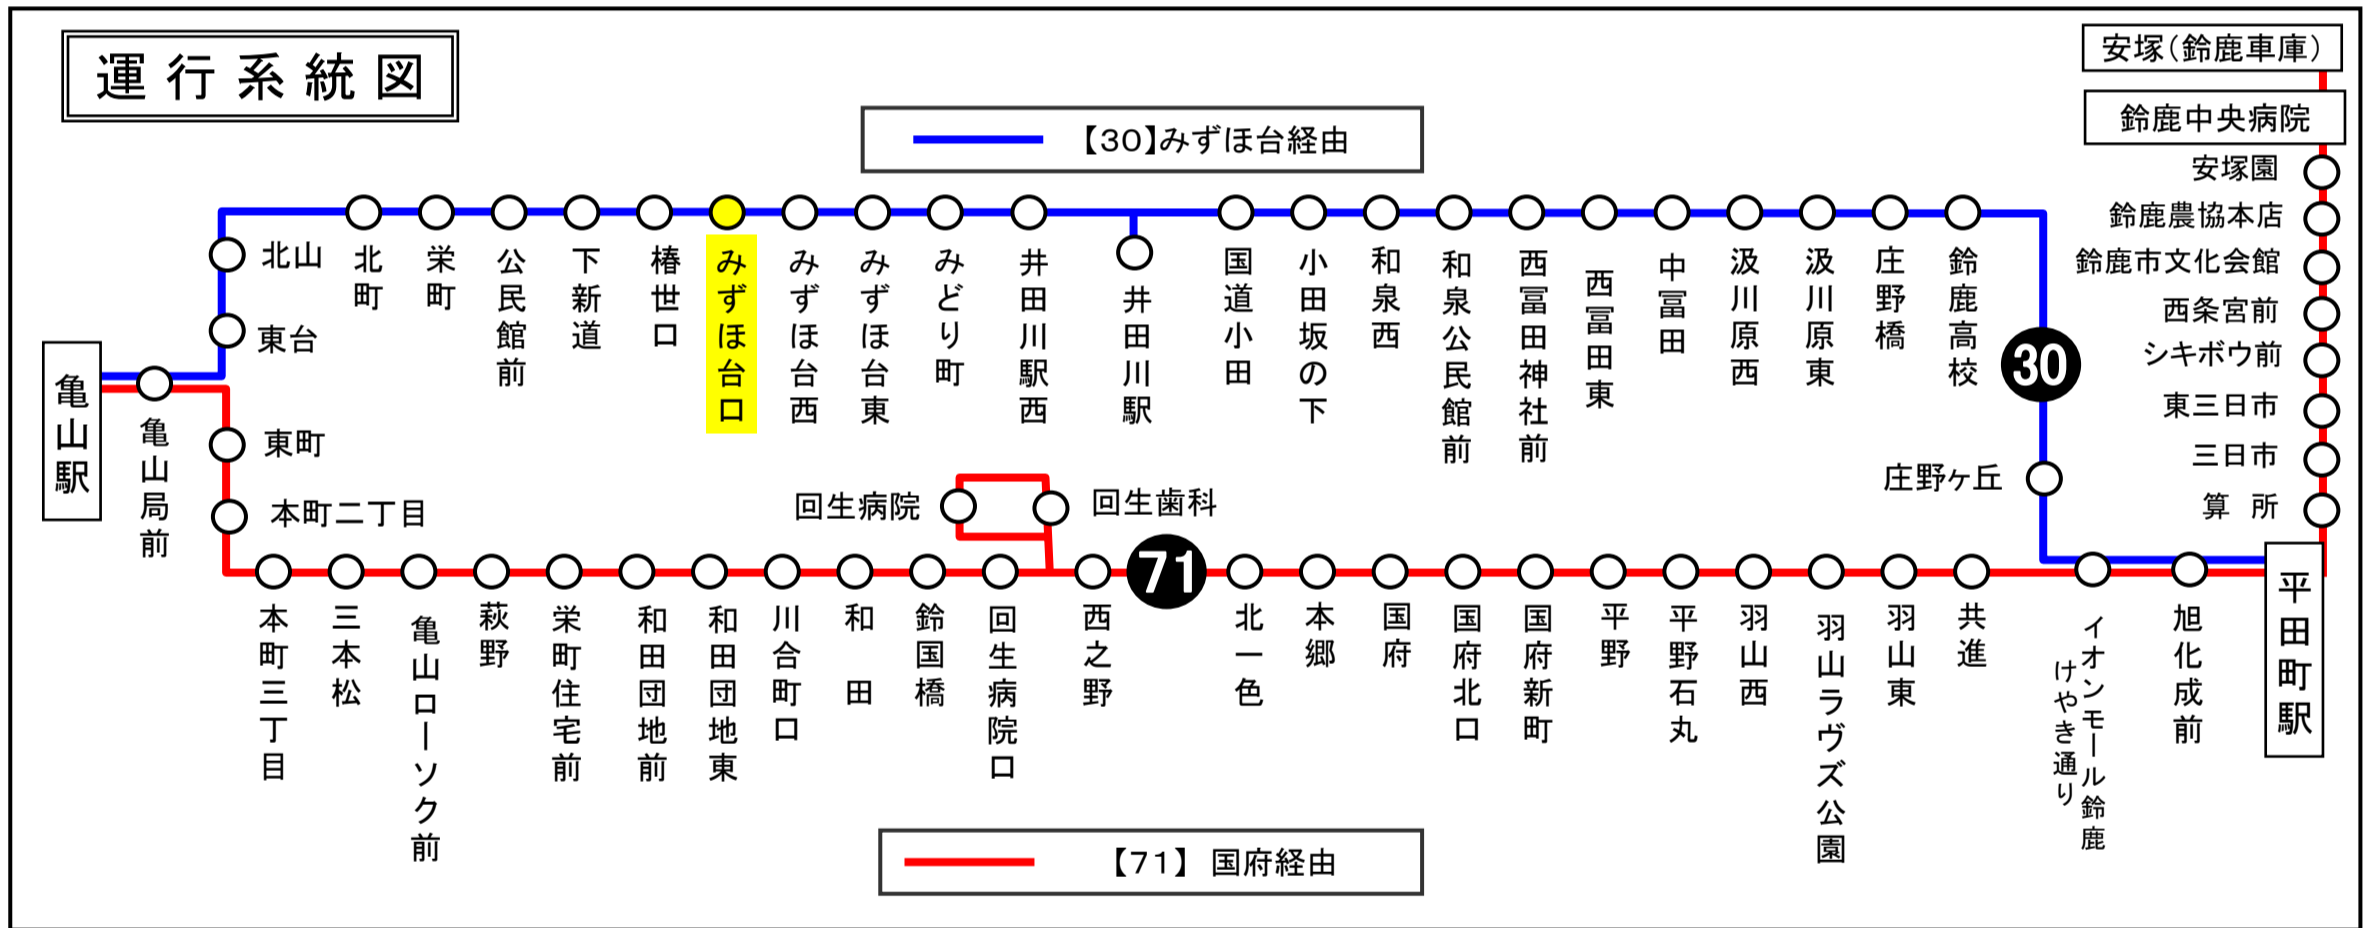 運行系統図
安塚(鈴鹿車庫)
鈴鹿中央病院
【30】みずほ台経由
安塚園
鈴鹿農協本店
鈴鹿市文化会館
西条宮前
シキボウ前
東三日市
三日市
算 所
北山
東台
北町
栄町
公民館前
下新道
椿世口
みずほ台口
みずほ台西
みずほ台東
みどり町
井田川駅西
井田川駅
国道小田
小田坂の下
和泉西
和泉公民館前
西冨田神社前
西冨田東
中冨田
汲川原西
汲川原東
庄野橋
鈴鹿高校
30
庄野ヶ丘
亀山駅
亀山局前
東町
本町二丁目
回生病院
回生歯科
71
本町三丁目
三本松
亀山ローソク前
萩野
栄町住宅前
和田団地前
和田団地東
川合町口
和 田
鈴国橋
回生病院口
西之野
北一色
本郷
国府
国府北口
国府新町
平野
平野石丸
羽山西
羽山ラヴズ公園
羽山東
共進
イオンモール鈴鹿
けやき通り
旭化成前
平田町駅
【71】 国府経由